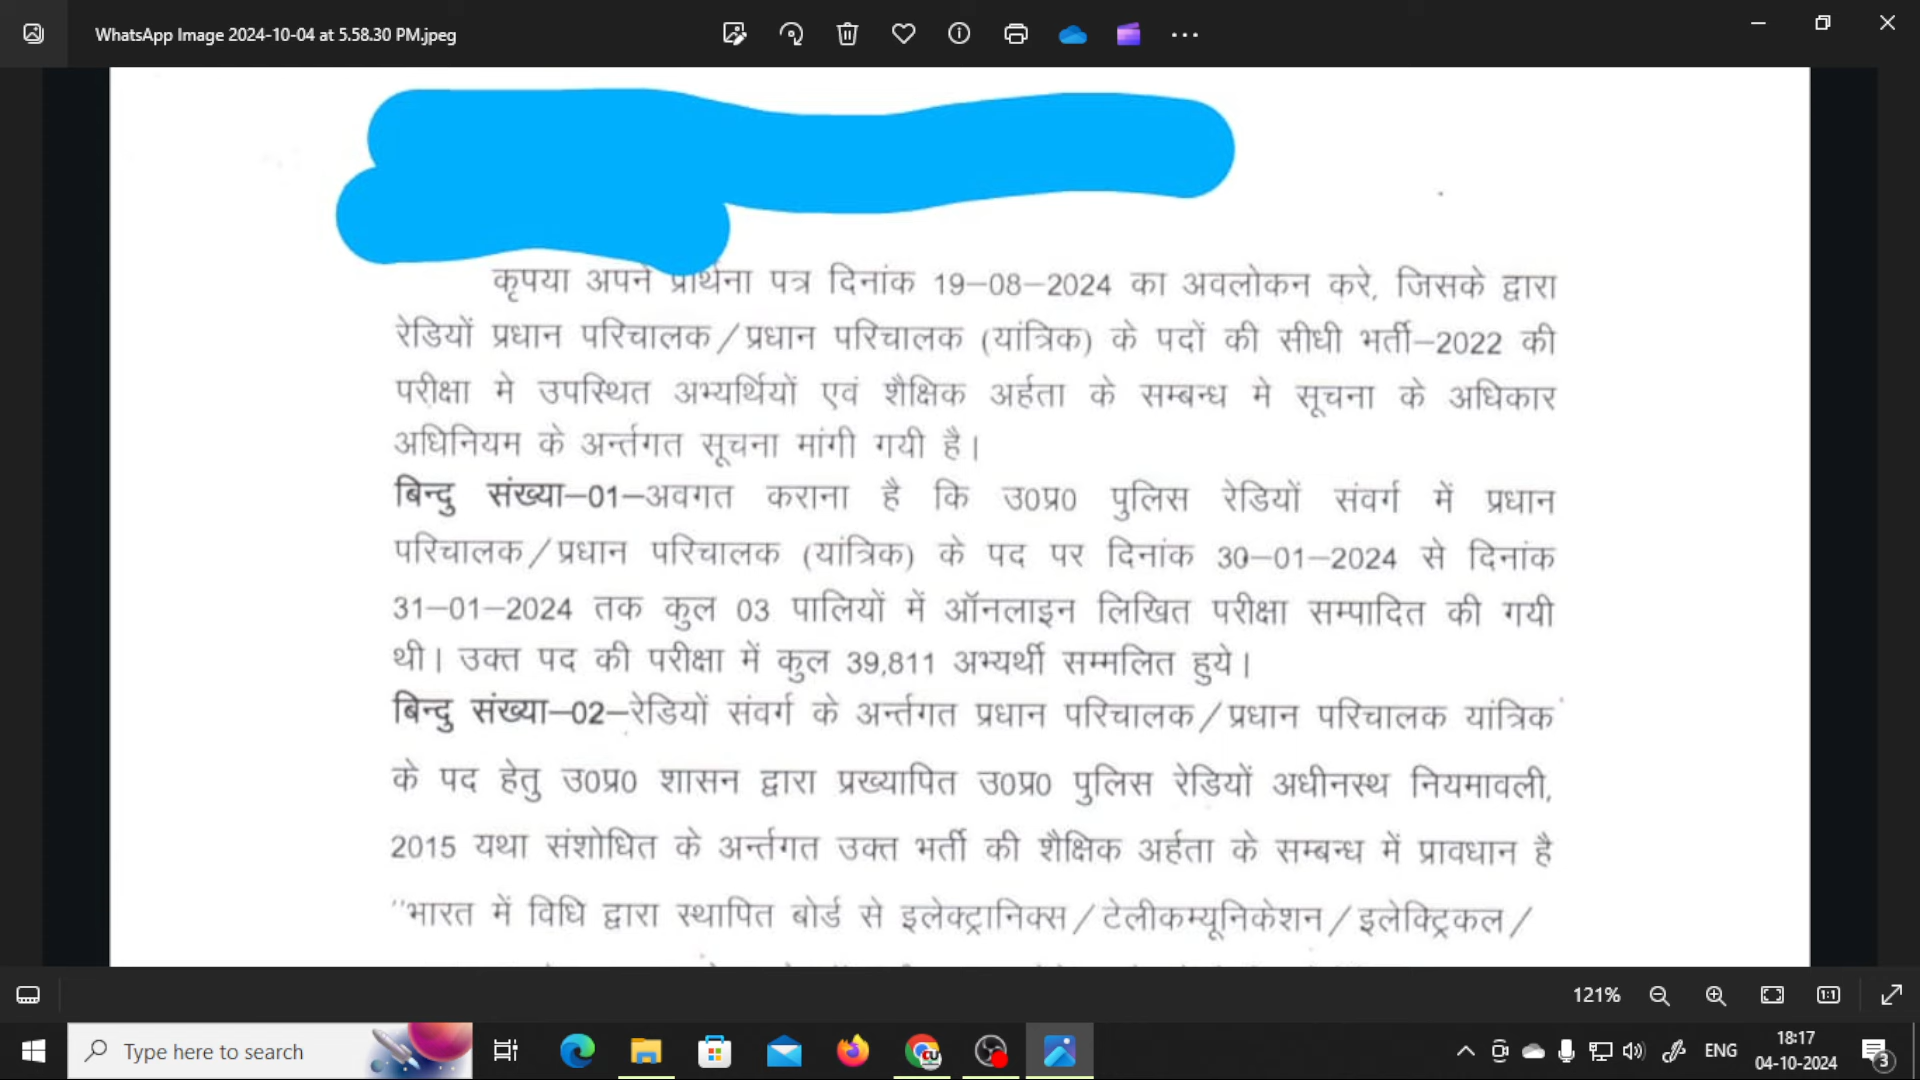 WhatsApp Image 2024-10-04 at 5.58.30 PM.jpeg
कृपया अपने प्रार्थना पत्र दिनांक 19–08–2024 का अवलोकन करे, जिसके द्वारा
रेडियों प्रधान परिचालक/प्रधान परिचालक (यांत्रिक) के पदों की सीधी भर्ती–2022 की
परीक्षा मे उपस्थित अभ्यर्थियों एवं शैक्षिक अर्हता के सम्बन्ध मे सूचना के अधिकार
अधिनियम के अर्न्तगत सूचना मांगी गयी है।
बिन्दु संख्या–01–अवगत कराना है कि उ0प्र0 पुलिस रेडियों संवर्ग में प्रधान
परिचालक/प्रधान परिचालक (यांत्रिक) के पद पर दिनांक 30–01–2024 से दिनांक
31–01–2024 तक कुल 03 पालियों में ऑनलाइन लिखित परीक्षा सम्पादित की गयी
थी। उक्त पद की परीक्षा में कुल 39,811 अभ्यर्थी सम्मलित हुये।
बिन्दु संख्या–02–रेडियों संवर्ग के अर्न्तगत प्रधान परिचालक/प्रधान परिचालक यांत्रिक
के पद हेतु उ0प्र0 शासन द्वारा प्रख्यापित उ0प्र0 पुलिस रेडियों अधीनस्थ नियमावली,
2015 यथा संशोधित के अर्न्तगत उक्त भर्ती की शैक्षिक अर्हता के सम्बन्ध में प्रावधान है
"भारत में विधि द्वारा स्थापित बोर्ड से इलेक्ट्रानिक्स/टेलीकम्यूनिकेशन/इलेक्ट्रिकल/
121%
1:1
Type here to search
ENG
18:17
04-10-2024
3